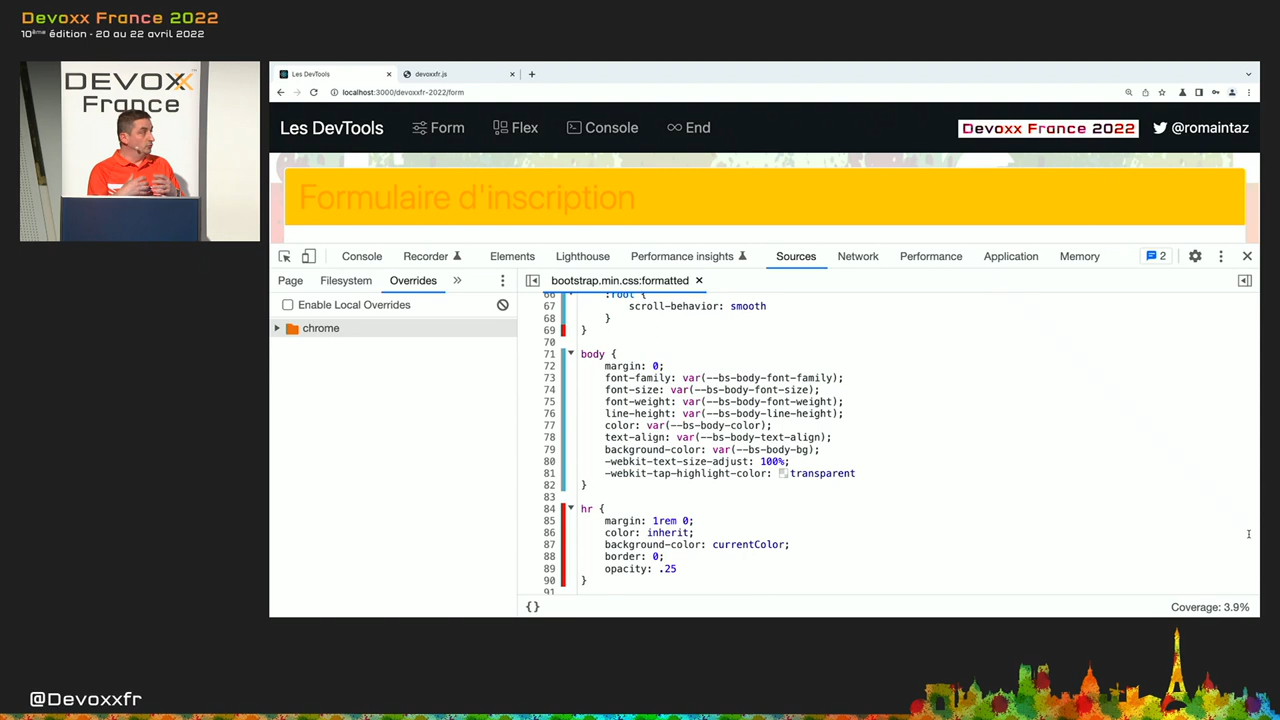 Devoxx France 2022
10ème édition - 20 au 22 avril 2022
DEVOXX™
France
Les DevTools
devoxxfr.js
localhost:3000/devoxxfr-2022/form
Les DevTools Form Flex Console End Devoxx France 2022 @romaintaz
Formulaire d'inscription
Console Recorder Elements Lighthouse Performance insights Sources Network Performance Application Memory 2
Page Filesystem Overrides » bootstrap.min.css:formatted
Enable Local Overrides
chrome
66 :root {
67 scroll-behavior: smooth
68 }
69 }
70
71 body {
72 margin: 0;
73 font-family: var(--bs-body-font-family);
74 font-size: var(--bs-body-font-size);
75 font-weight: var(--bs-body-font-weight);
76 line-height: var(--bs-body-line-height);
77 color: var(--bs-body-color);
78 text-align: var(--bs-body-text-align);
79 background-color: var(--bs-body-bg);
80 -webkit-text-size-adjust: 100%;
81 -webkit-tap-highlight-color: transparent
82 }
83
84 hr {
85 margin: 1rem 0;
86 color: inherit;
87 background-color: currentColor;
88 border: 0;
89 opacity: .25
90 }
91
{} Coverage: 3.9%
@Devoxxfr